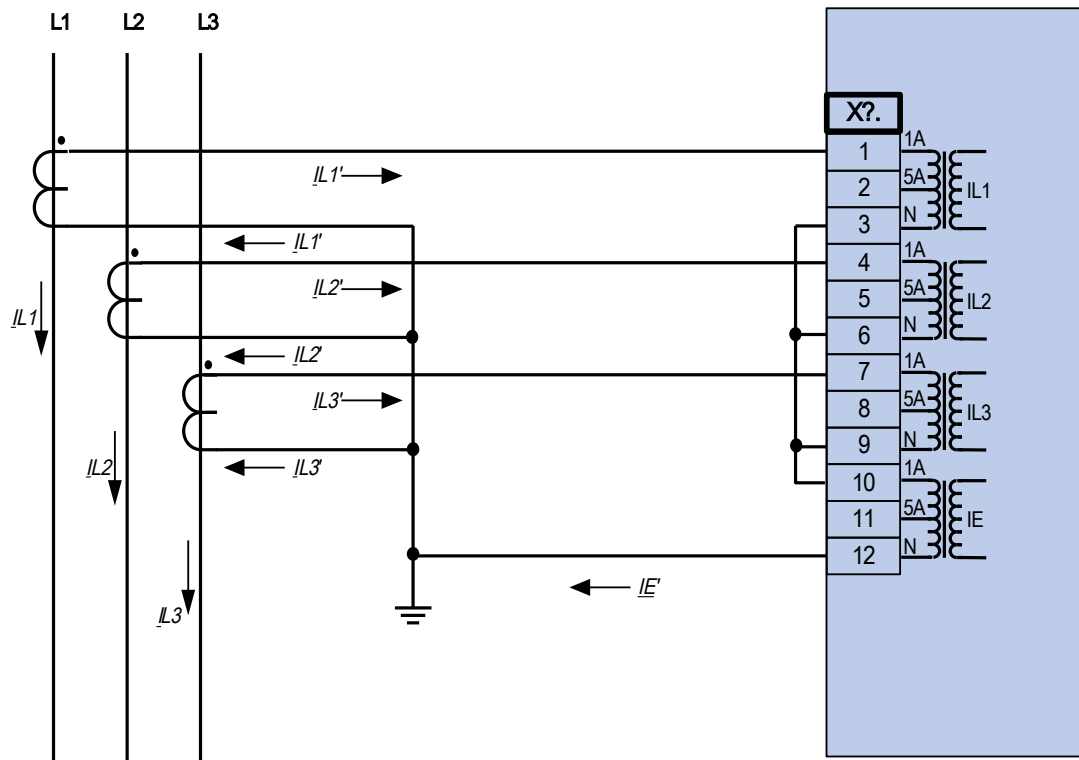 L1 L2 L3
X?.
1 1A
IL1'
2 5A IL1
3 N
IL1'
4 1A
IL2'
5 5A IL2
IL1
6 N
IL2'
7 1A
IL3'
8 5A IL3
9 N
IL3'
IL2
10 1A
11 5A IE
12 N
IE'
IL3